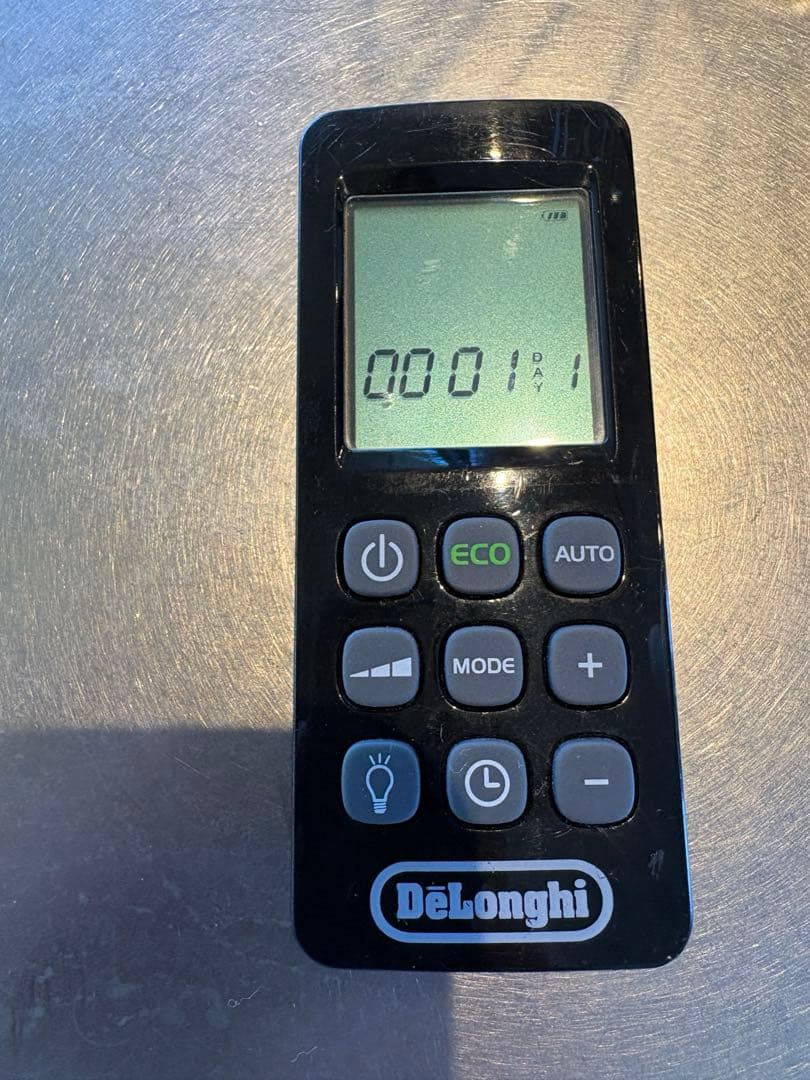 00 01 DAY 1
ECO AUTO
MODE +
-
DeLonghi